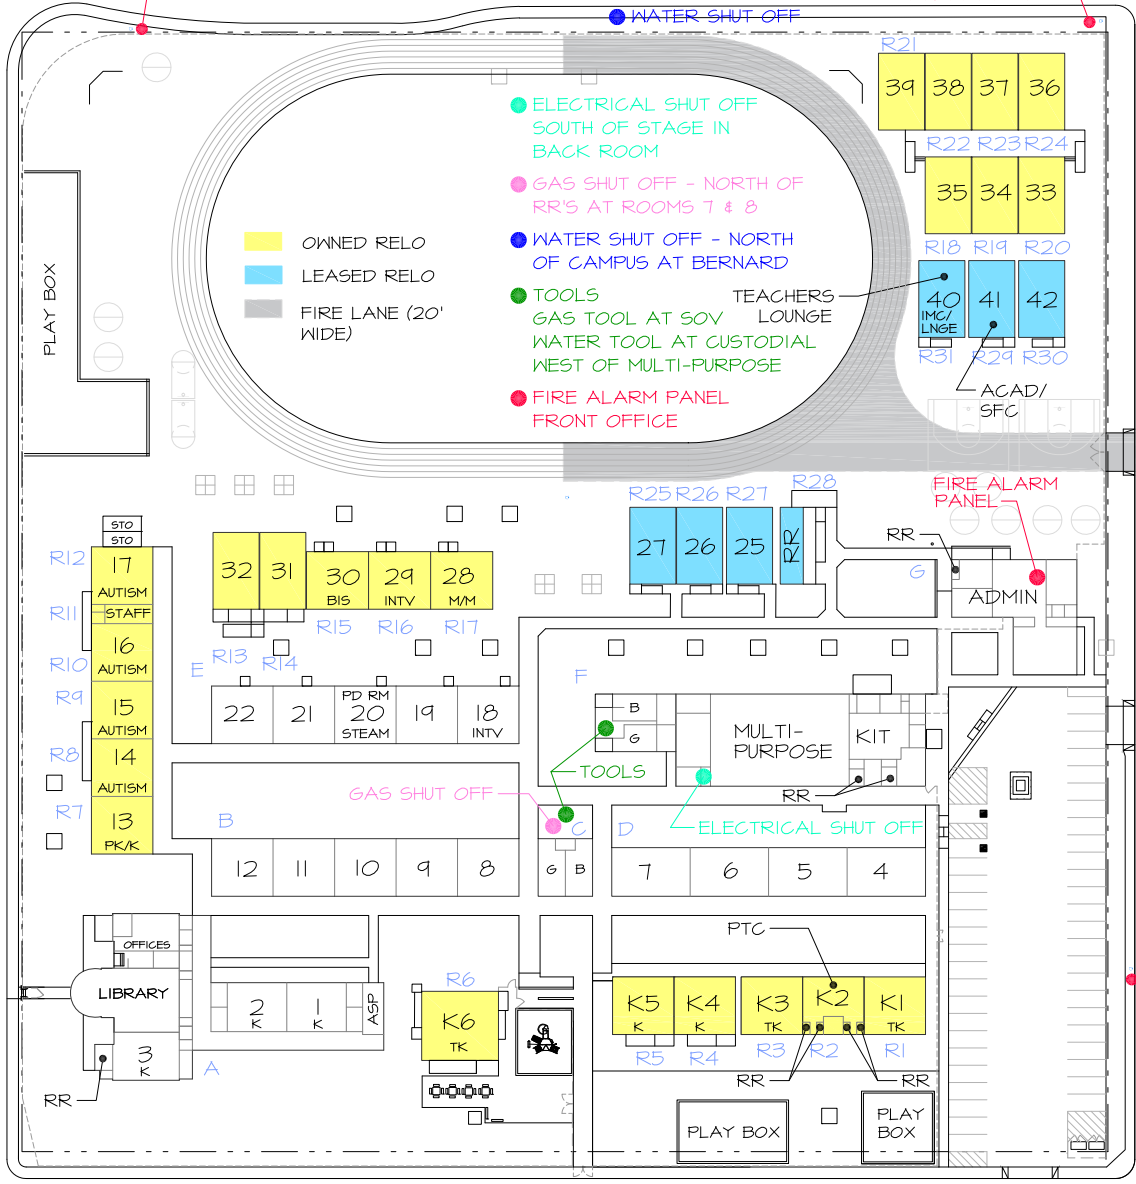 WATER SHUT OFF
R21
39
38
37
36
ELECTRICAL SHUT OFF
SOUTH OF STAGE IN
BACK ROOM
R22
R23
R24
GAS SHUT OFF - NORTH OF
RR'S AT ROOMS 7 & 8
35
34
33
WATER SHUT OFF - NORTH
OF CAMPUS AT BERNARD
R18
R19
R20
OWNED RELO
LEASED RELO
FIRE LANE (20'
WIDE)
PLAY BOX
TOOLS
GAS TOOL AT SOV
WATER TOOL AT CUSTODIAL
WEST OF MULTI-PURPOSE
TEACHERS
LOUNGE
40
IMC/
LNGE
41
42
R31
R29
R30
FIRE ALARM PANEL
FRONT OFFICE
ACAD/
SFC
FIRE ALARM
PANEL
R25
R26
R27
R28
STO
STO
27
26
25
RR
RR
R12
17
AUTISM
32
31
30
BIS
29
INTV
28
M/M
G
ADMIN
R11
STAFF
R15
R16
R17
16
AUTISM
R10
R13
R14
E
F
R9
15
AUTISM
22
21
PD RM
20
STEAM
19
18
INTV
B
G
MULTI-
PURPOSE
KIT
R8
14
AUTISM
TOOLS
RR
GAS SHUT OFF
R7
13
PK/K
B
C
D
ELECTRICAL SHUT OFF
12
11
10
9
8
G
B
7
6
5
4
OFFICES
PTC
LIBRARY
R6
2
K
1
K
ASP
K6
TK
K5
K
K4
K
K3
TK
K2
K1
TK
3
K
A
R5
R4
R3
R2
R1
RR
RR
RR
PLAY BOX
PLAY
BOX